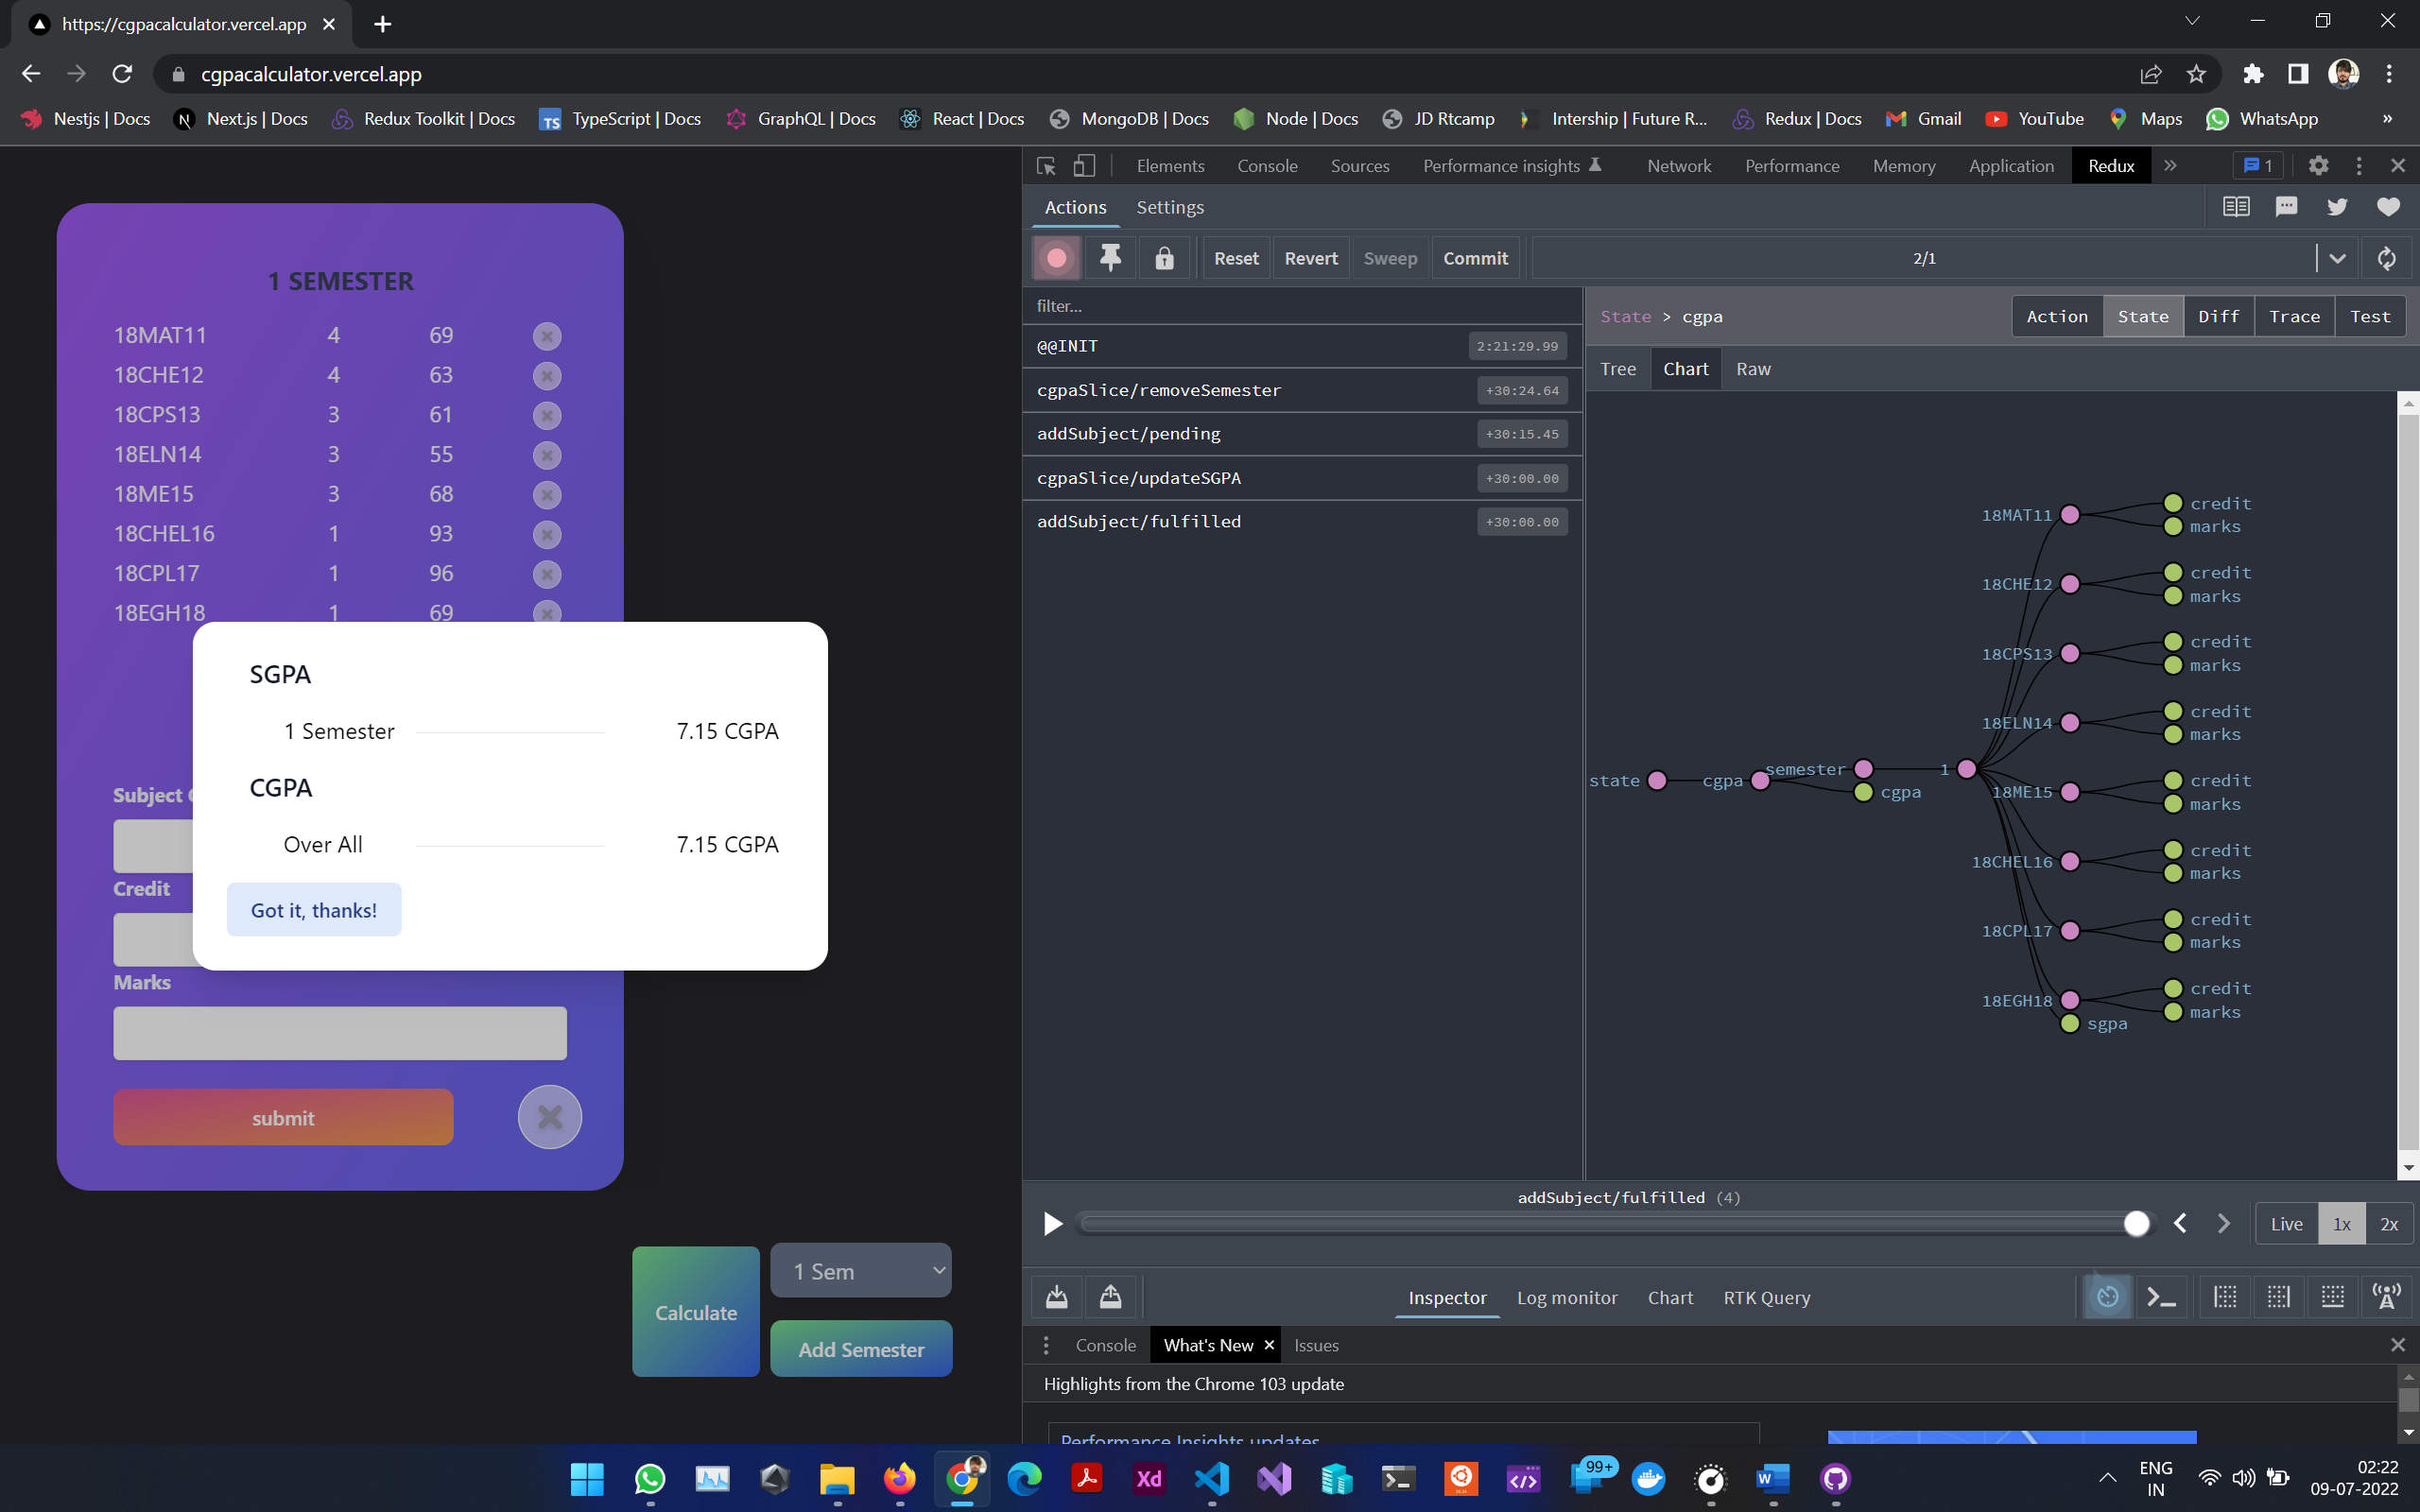 https://cgpacalculator.vercel.app
cgpacalculator.vercel.app
Nestjs | Docs
Next.js | Docs
Redux Toolkit | Docs
TypeScript | Docs
GraphQL | Docs
React | Docs
MongoDB | Docs
Node | Docs
JD Rtcamp
Intership | Future R...
Redux | Docs
Gmail
YouTube
Maps
WhatsApp
»
1 SEMESTER
18MAT11 4 69
18CHE12 4 63
18CPS13 3 61
18ELN14 3 55
18ME15 3 68
18CHEL16 1 93
18CPL17 1 96
18EGH18 1 69
SGPA
1 Semester 7.15 CGPA
CGPA
Over All 7.15 CGPA
Got it, thanks!
Subject
Credit
Marks
submit
Calculate
1 Sem
Add Semester
Elements Console Sources Performance insights Network Performance Memory Application Redux » 1
Actions Settings
Reset Revert Sweep Commit 2/1
filter...
@@INIT 2:21:29.99
cgpaSlice/removeSemester +30:24.64
addSubject/pending +30:15.45
cgpaSlice/updateSGPA +30:00.00
addSubject/fulfilled +30:00.00
State > cgpa
Action State Diff Trace Test
Tree Chart Raw
state
cgpa
semester
cgpa
1
18MAT11
credit
marks
18CHE12
credit
marks
18CPS13
credit
marks
18ELN14
credit
marks
18ME15
credit
marks
18CHEL16
credit
marks
18CPL17
credit
marks
18EGH18
credit
marks
sgpa
addSubject/fulfilled (4)
Live 1x 2x
Inspector Log monitor Chart RTK Query
Console What's New Issues
Highlights from the Chrome 103 update
Performance Insights updates
Xd
99+
ENG
IN
02:22
09-07-2022